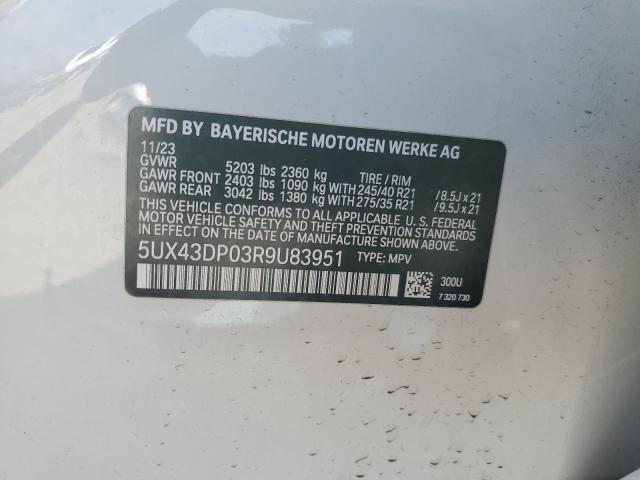 MFD BY BAYERISCHE MOTOREN WERKE AG
11/23
GVWR 5203 lbs 2360 kg TIRE / RIM
GAWR FRONT 2403 lbs 1090 kg WITH 245/40 R21 /8.5J x 21
GAWR REAR 3042 lbs 1380 kg WITH 275/35 R21 /9.5J x 21
THIS VEHICLE CONFORMS TO ALL APPLICABLE U. S. FEDERAL
MOTOR VEHICLE SAFETY AND THEFT PREVENTION STANDARDS
IN EFFECT ON THE DATE OF MANUFACTURE SHOWN ABOVE.
5UX43DP03R9U83951 TYPE: MPV
300U
7 320 730